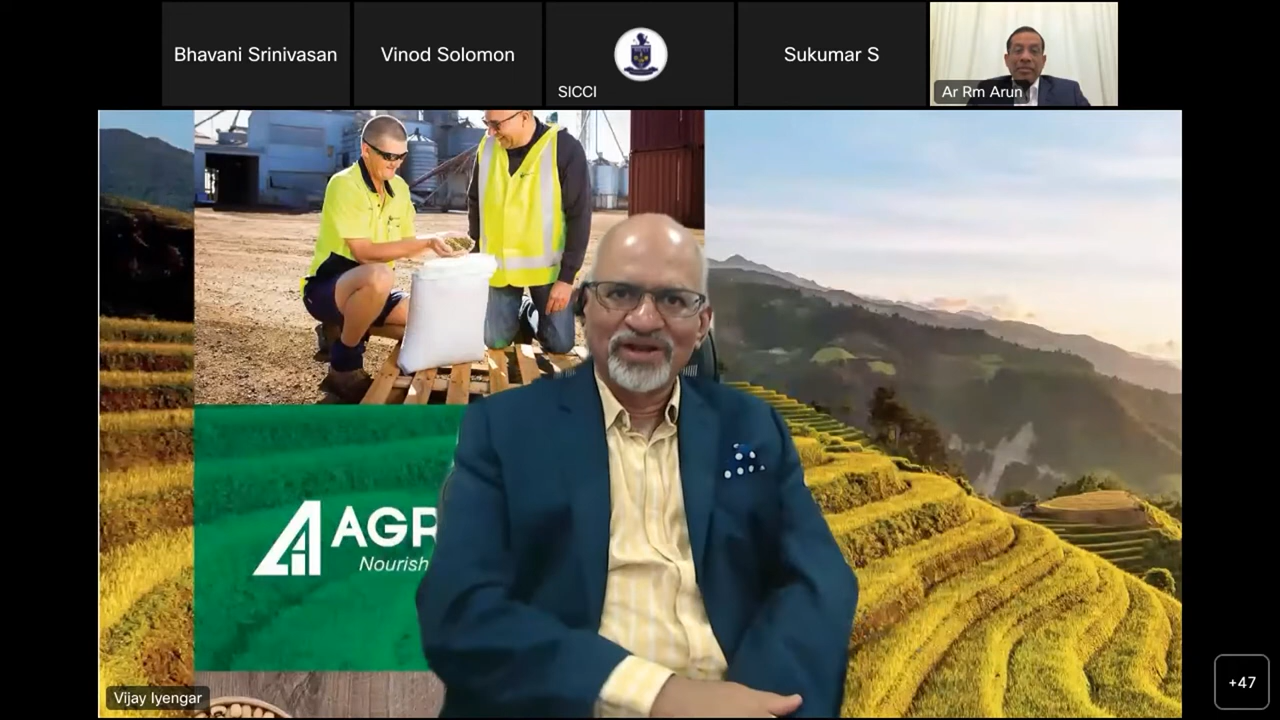 Bhavani Srinivasan
Vinod Solomon
SICCI
Sukumar S
Ar Rm Arun
AGR
Nourish
Vijay Iyengar
+47